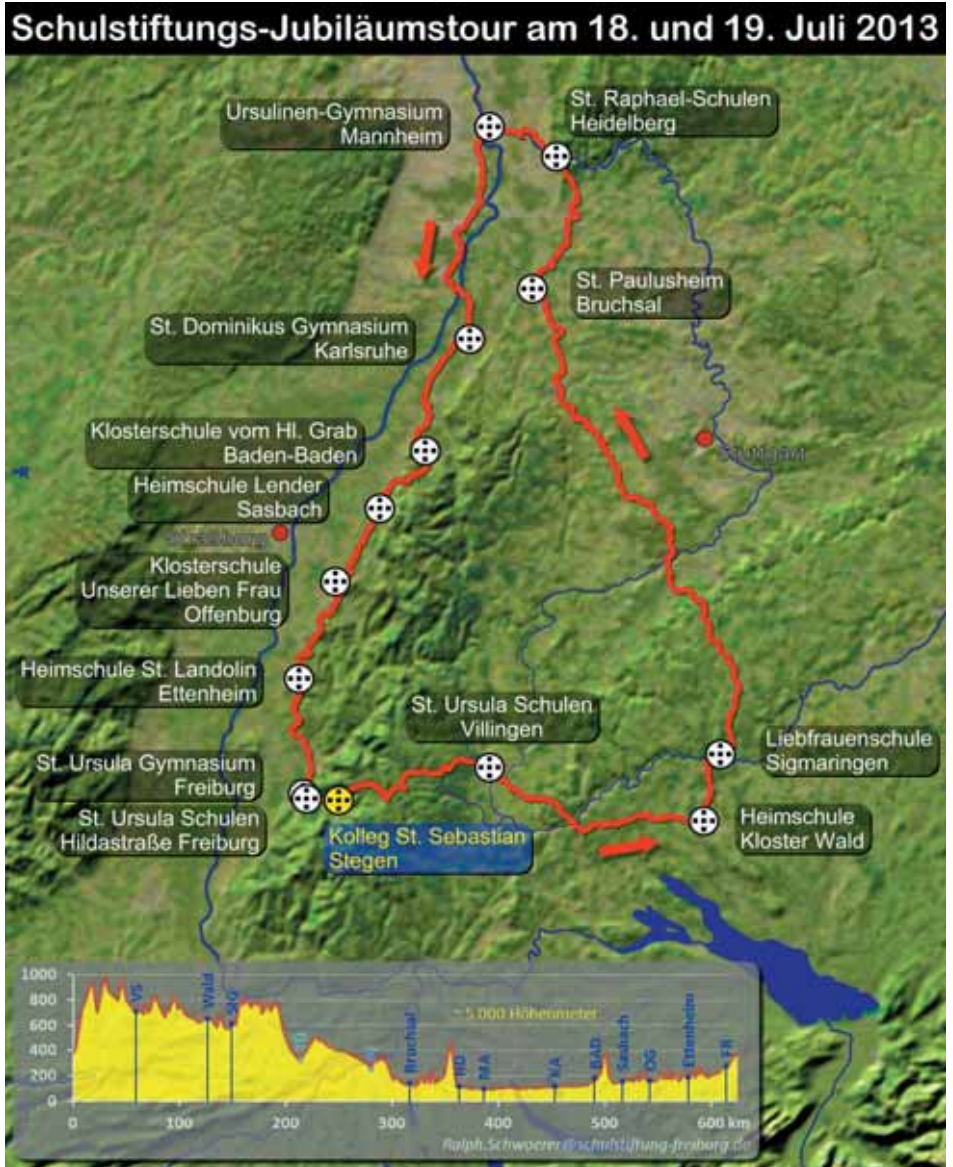 Schulstiftungs-Jubiläumstour am 18. und 19. Juli 2013
Ursulinen-Gymnasium
Mannheim
St. Raphael-Schulen
Heidelberg
St. Paulusheim
Bruchsal
St. Dominikus Gymnasium
Karlsruhe
Klosterschule vom Hl. Grab
Baden-Baden
Stuttgart
Heimschule Lender
Sasbach
Klosterschule
Unserer Lieben Frau
Offenburg
Heimschule St. Landolin
Ettenheim
St. Ursula Schulen
Villingen
Liebfrauenschule
Sigmaringen
St. Ursula Gymnasium
Freiburg
St. Ursula Schulen
Hildastraße Freiburg
Kolleg St. Sebastian
Stegen
Heimschule
Kloster Wald
1000
800
600
400
200
0
VS
Wald
SIG
Bruchsal
HD
MA
KA
BAD
Sasbach
OG
Ettenheim
FR
~ 5.000 Höhenmeter
0
100
200
300
400
500
600 km
Ralph.Schwoerer@schulstiftung-freiburg.de